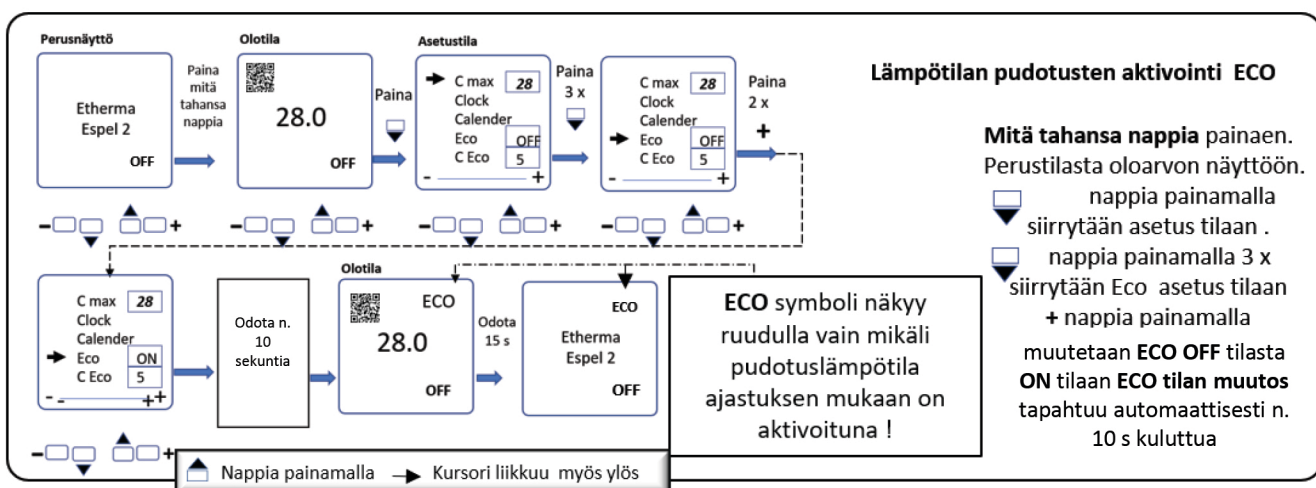 Perusnäyttö
Etherma
Espel 2
OFF
Paina
mitä
tahansa
nappia
Olotila
28.0
OFF
Paina
Asetustila
C max 28
Clock
Calender
Eco OFF
C Eco 5
- +
Paina
3 x
C max 28
Clock
Calender
Eco OFF
C Eco 5
- +
Paina
2 x
+
- +
- +
- +
- +
C max 28
Clock
Calender
Eco ON
C Eco 5
- - + +
- +
Odota n.
10
sekuntia
Olotila
ECO
28.0
OFF
Odota
15 s
ECO
Etherma
Espel 2
OFF
ECO symboli näkyy
ruudulla vain mikäli
pudotuslämpötila
ajastuksen mukaan on
aktivoituna !
Nappia painamalla Kursori liikkuu myös ylös
Lämpötilan pudotusten aktivointi ECO
Mitä tahansa nappia painaen.
Perustilasta oloarvon näyttöön.
nappia painamalla
siirrytään asetus tilaan .
nappia painamalla 3 x
siirrytään Eco asetus tilaan
+ nappia painamalla
muutetaan ECO OFF tilasta
ON tilaan ECO tilan muutos
tapahtuu automaattisesti n.
10 s kuluttua